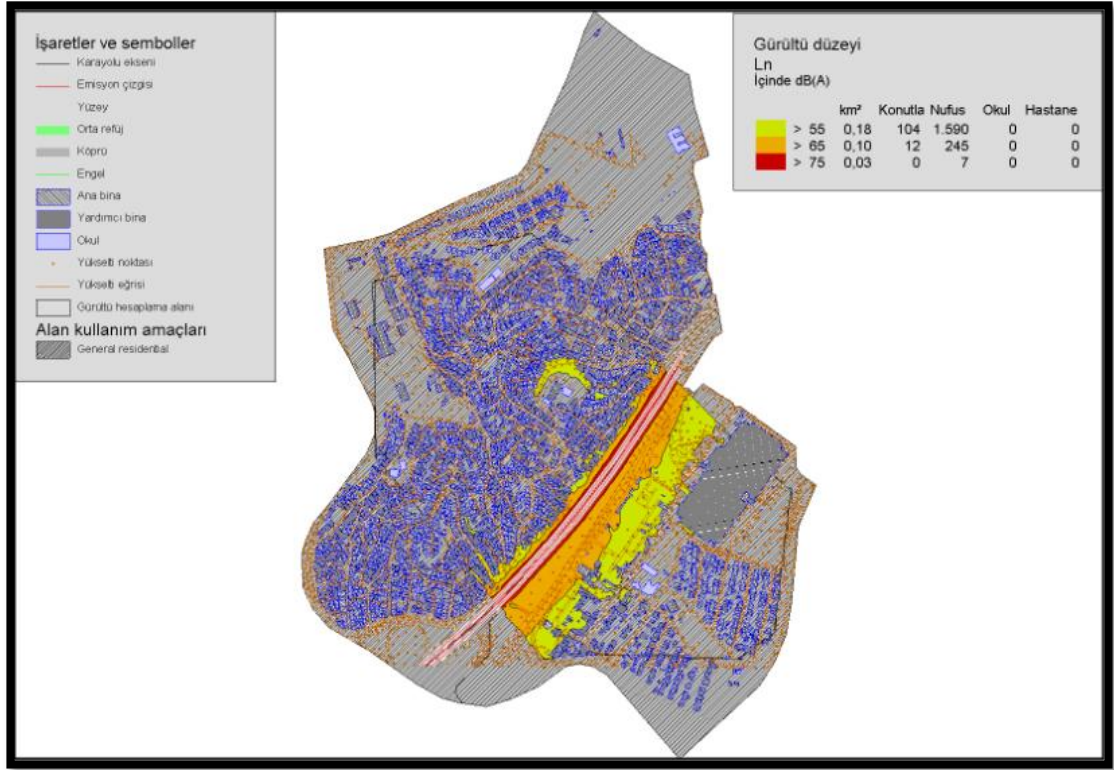 İşaretler ve semboller
Karayolu ekseni
Emisyon çizgisi
Yüzey
Orta refüj
Köprü
Engel
Ana bina
Yardımcı bina
Okul
Yükselti noktası
Yükselti eğrisi
Gürültü hesaplama alanı
Alan kullanım amaçları
General residential
Gürültü düzeyi
Ln
İçinde dB(A)
km² Konutla Nufus Okul Hastane
> 55 0,18 104 1.590 0 0
> 65 0,10 12 245 0 0
> 75 0,03 0 7 0 0